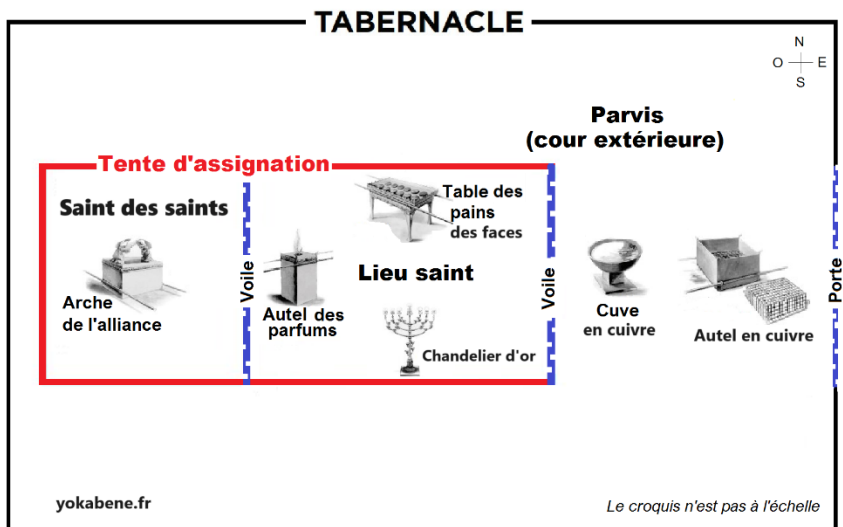 TABERNACLE
N
O E
S
Parvis
(cour extérieure)
Tente d'assignation
Saint des saints
Arche
de l'alliance
Voile
Autel des
parfums
Table des
pains
des faces
Lieu saint
Chandelier d'or
Voile
Cuve
en cuivre
Autel en cuivre
Porte
yokabene.fr
Le croquis n'est pas à l'échelle